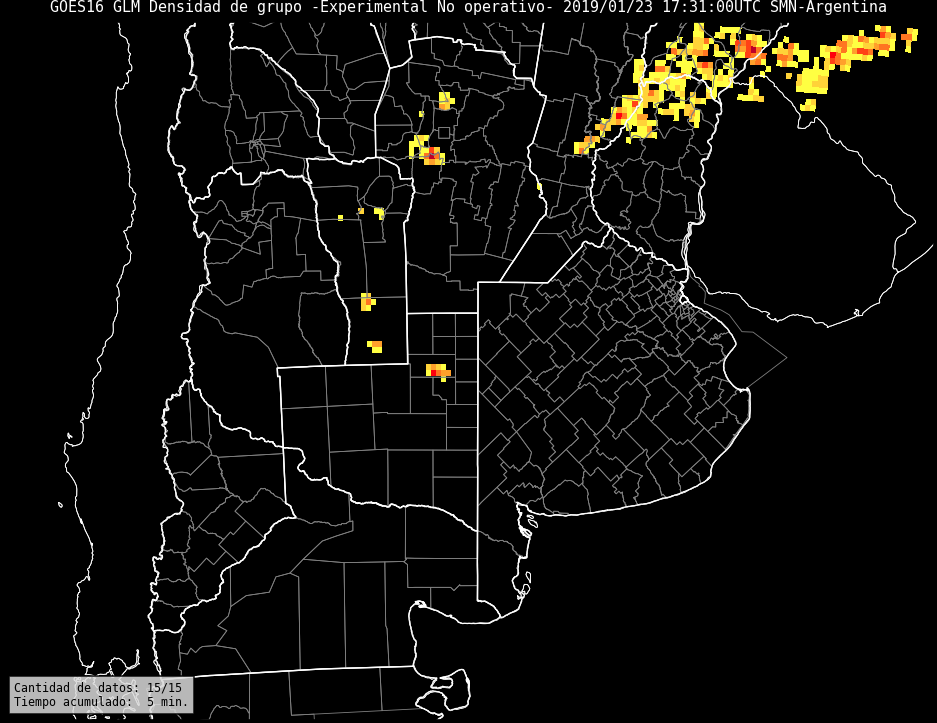 GOES16 GLM Densidad de grupo -Experimental No operativo- 2019/01/23 17:31:00UTC SMN-Argentina
Cantidad de datos: 15/15
Tiempo acumulado:  5 min.